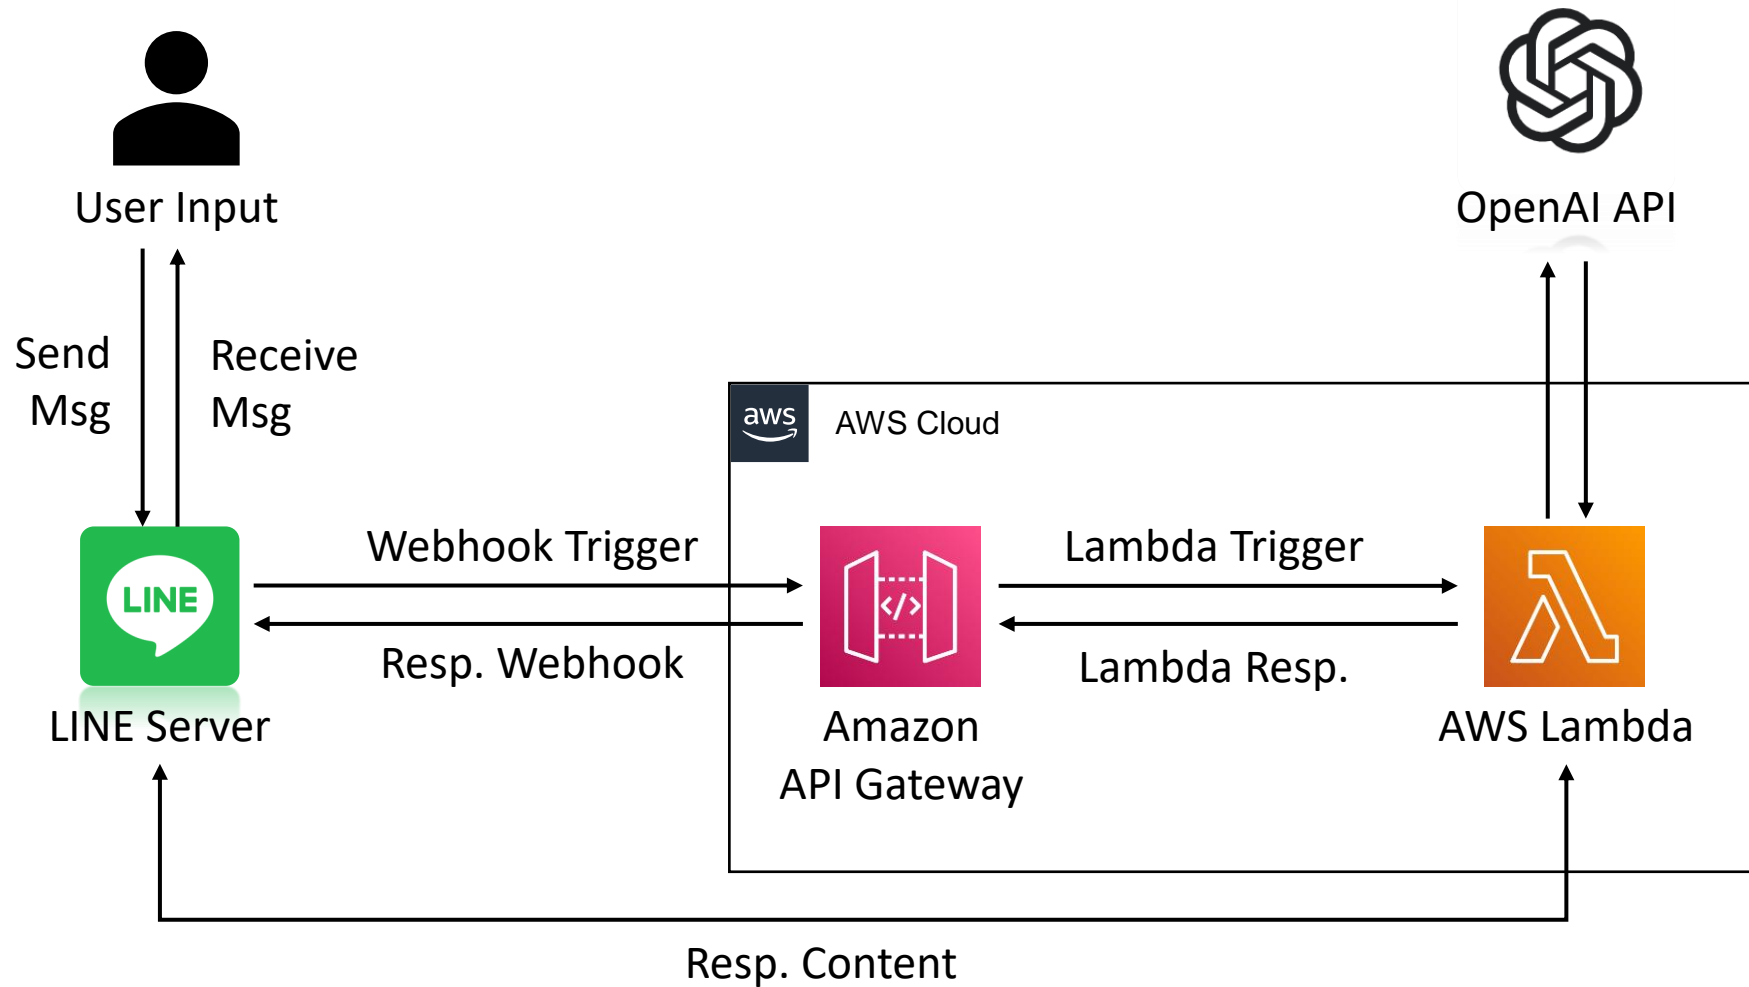 User Input
OpenAI API
Send
Msg
Receive
Msg
aws
AWS Cloud
Webhook Trigger
Lambda Trigger
LINE
</>
Resp. Webhook
Lambda Resp.
LINE Server
Amazon
API Gateway
AWS Lambda
Resp. Content